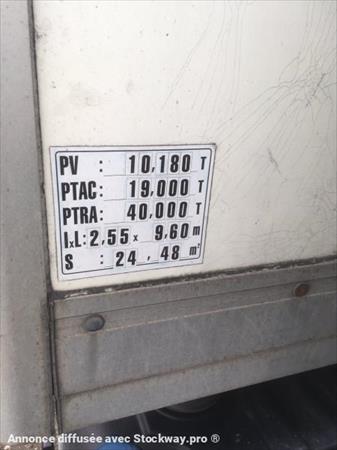 PV : 10,180 T
PTAC : 19,000 T
PTRA : 40,000 T
lxL : 2,55 x 9,60 m
S : 24,48 m²
Annonce diffusée avec Stockway.pro ®